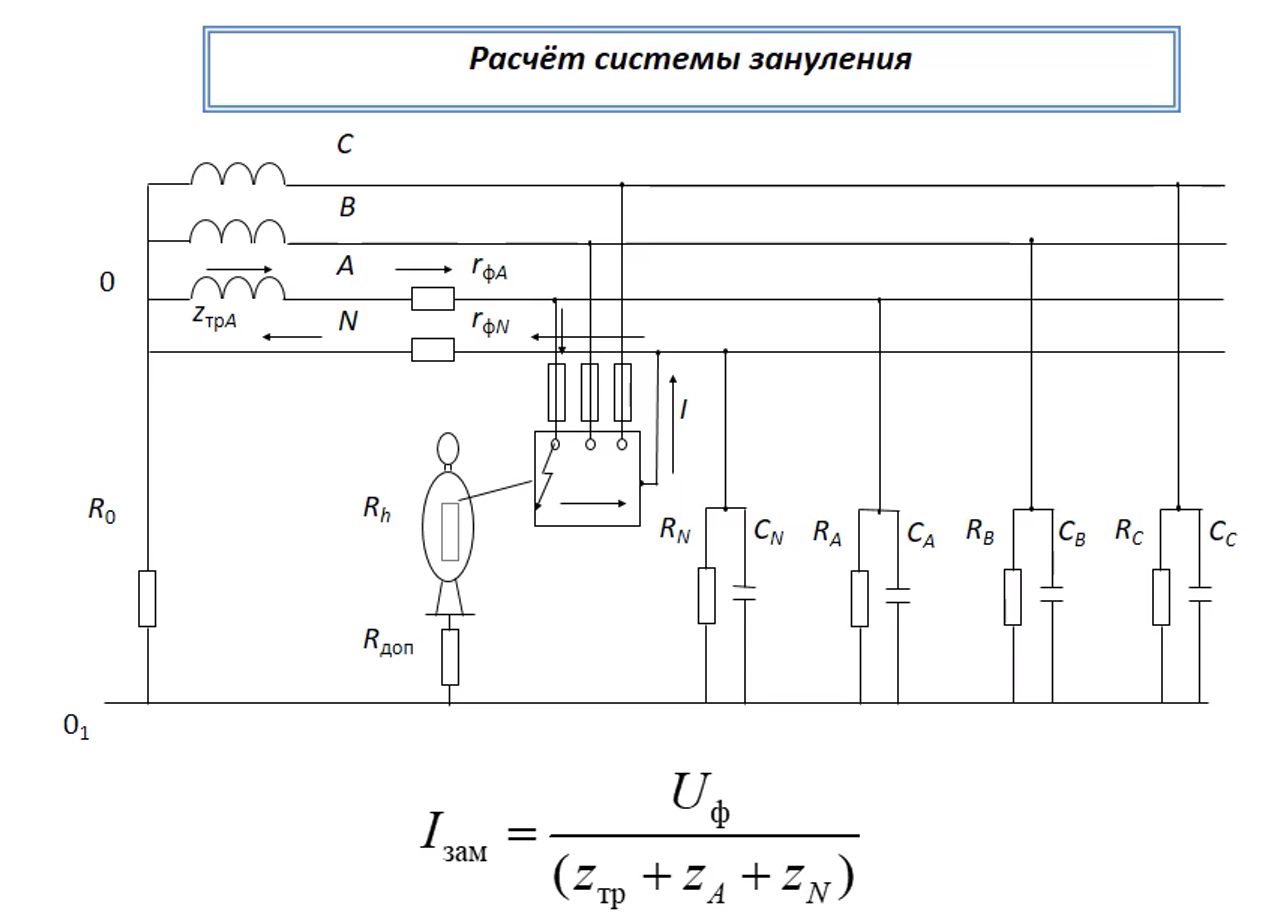 Расчёт системы зануления
C
B
A
r_фA
0
z_трA
N
r_фN
I
R_0
R_h
R_N
C_N
R_A
C_A
R_B
C_B
R_C
C_C
R_доп
0_1
I_зам = U_ф / (z_тр + z_A + z_N)